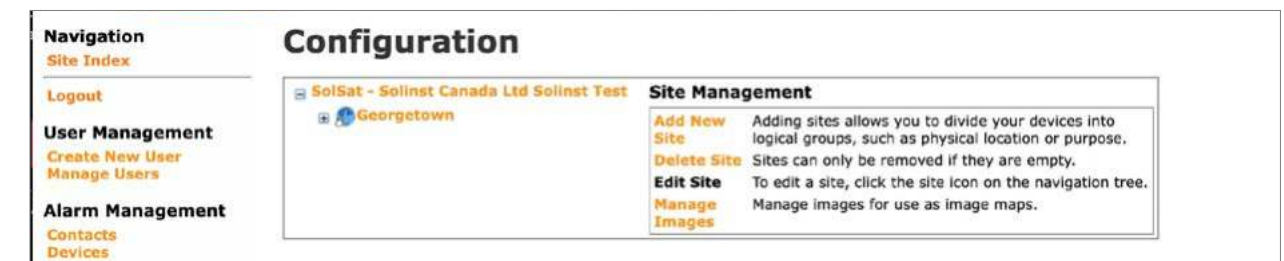 Navigation
Site Index
Logout
User Management
Create New User
Manage Users
Alarm Management
Contacts
Devices
Configuration
SolSat - Solinst Canada Ltd Solinst Test
Georgetown
Site Management
Add New Site
Adding sites allows you to divide your devices into
logical groups, such as physical location or purpose.
Delete Site Sites can only be removed if they are empty.
Edit Site To edit a site, click the site icon on the navigation tree.
Manage Images
Manage images for use as image maps.